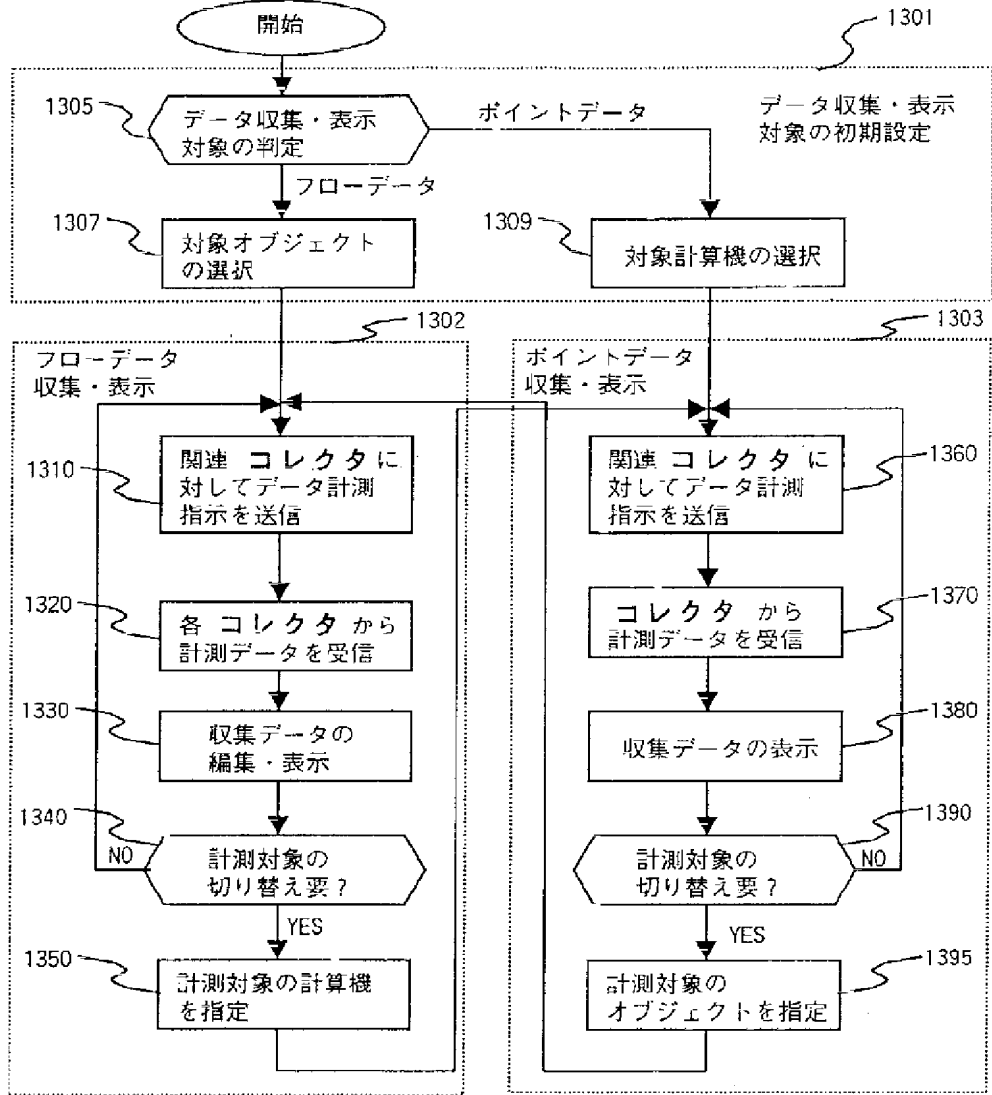 開始
1301
1305
データ収集・表示
対象の判定
ポイントデータ
データ収集・表示
対象の初期設定
フローデータ
1307
対象オブジェクト
の選択
1309
対象計算機の選択
1302
フローデータ
収集・表示
1303
ポイントデータ
収集・表示
1310
関連 コレクタ に
対してデータ計測
指示を送信
1320
各 コレクタ から
計測データを受信
1330
収集データの
編集・表示
1340
NO
計測対象の
切り替え要?
YES
1350
計測対象の計算機
を指定
1360
関連 コレクタ に
対してデータ計測
指示を送信
1370
コレクタ から
計測データを受信
1380
収集データの表示
1390
NO
計測対象の
切り替え要?
YES
1395
計測対象の
オブジェクトを指定